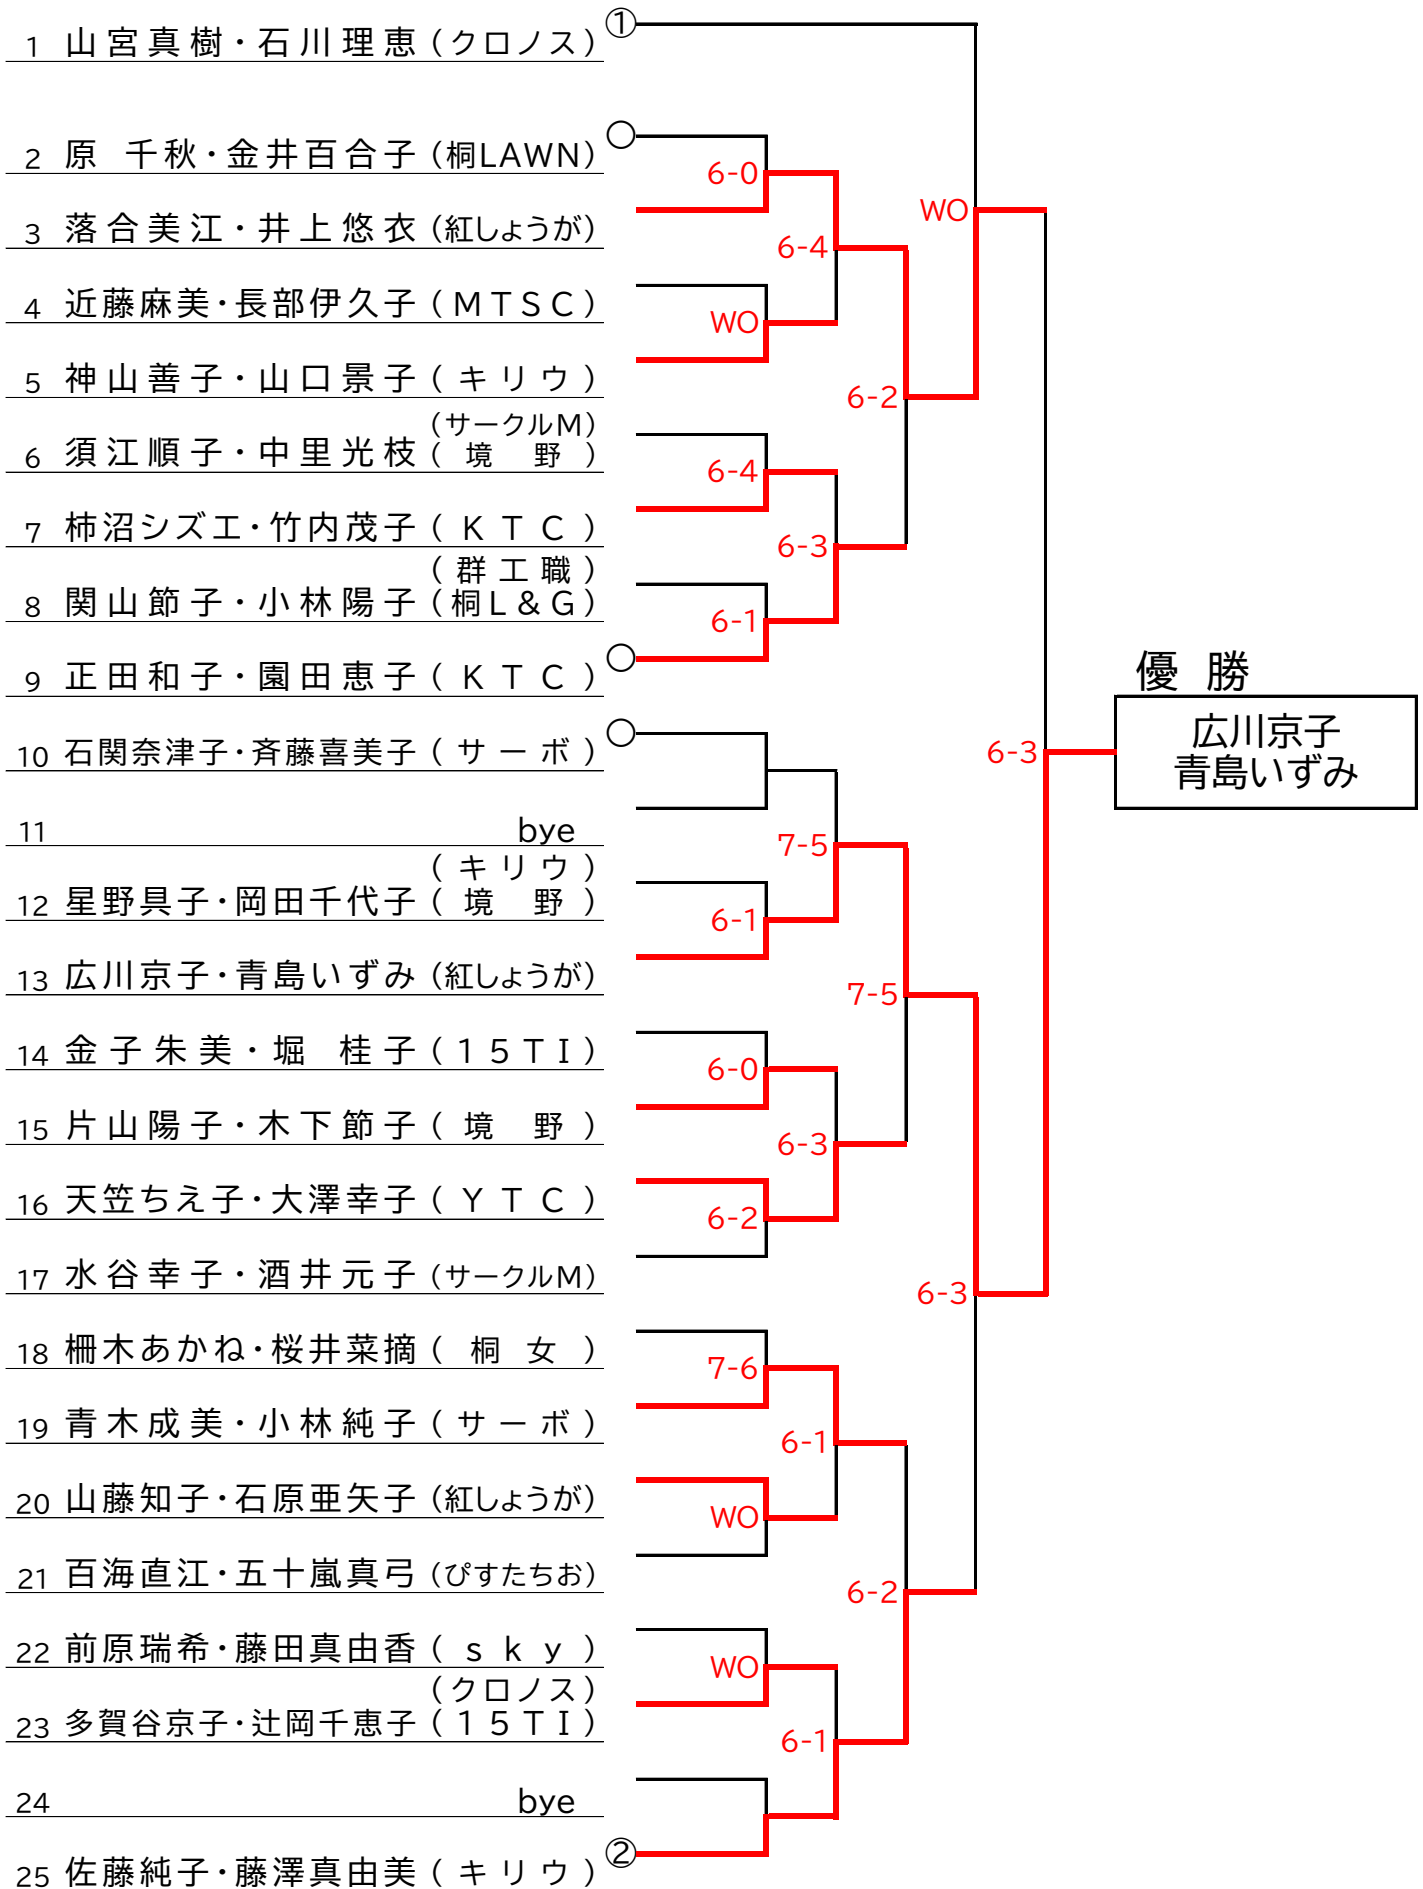 1 山宮真樹・石川理恵(クロノス) ①
2 原 千秋・金井百合子(桐LAWN) ○
6-0
3 落合美江・井上悠衣(紅しょうが)
WO
6-4
4 近藤麻美・長部伊久子(MTSC)
WO
5 神山善子・山口景子(キリウ)
6-2
(サークルM)
6 須江順子・中里光枝(境 野)
6-4
7 柿沼シズエ・竹内茂子(KTC)
6-3
(群工職)
8 関山節子・小林陽子(桐L&G)
6-1
9 正田和子・園田恵子(KTC) ○
優 勝
広川京子
青島いずみ
10 石関奈津子・斉藤喜美子(サーボ) ○
6-3
11 bye
7-5
(キリウ)
12 星野具子・岡田千代子(境 野)
6-1
13 広川京子・青島いずみ(紅しょうが)
7-5
14 金子朱美・堀 桂子(15TI)
6-0
15 片山陽子・木下節子(境 野)
6-3
16 天笠ちえ子・大澤幸子(YTC)
6-2
17 水谷幸子・酒井元子(サークルM)
6-3
18 柵木あかね・桜井菜摘(桐 女)
7-6
19 青木成美・小林純子(サーボ)
6-1
20 山藤知子・石原亜矢子(紅しょうが)
WO
21 百海直江・五十嵐真弓(ぴすたちお)
6-2
22 前原瑞希・藤田真由香(sky)
WO
(クロノス)
23 多賀谷京子・辻岡千恵子(15TI)
6-1
24 bye
25 佐藤純子・藤澤真由美(キリウ) ②